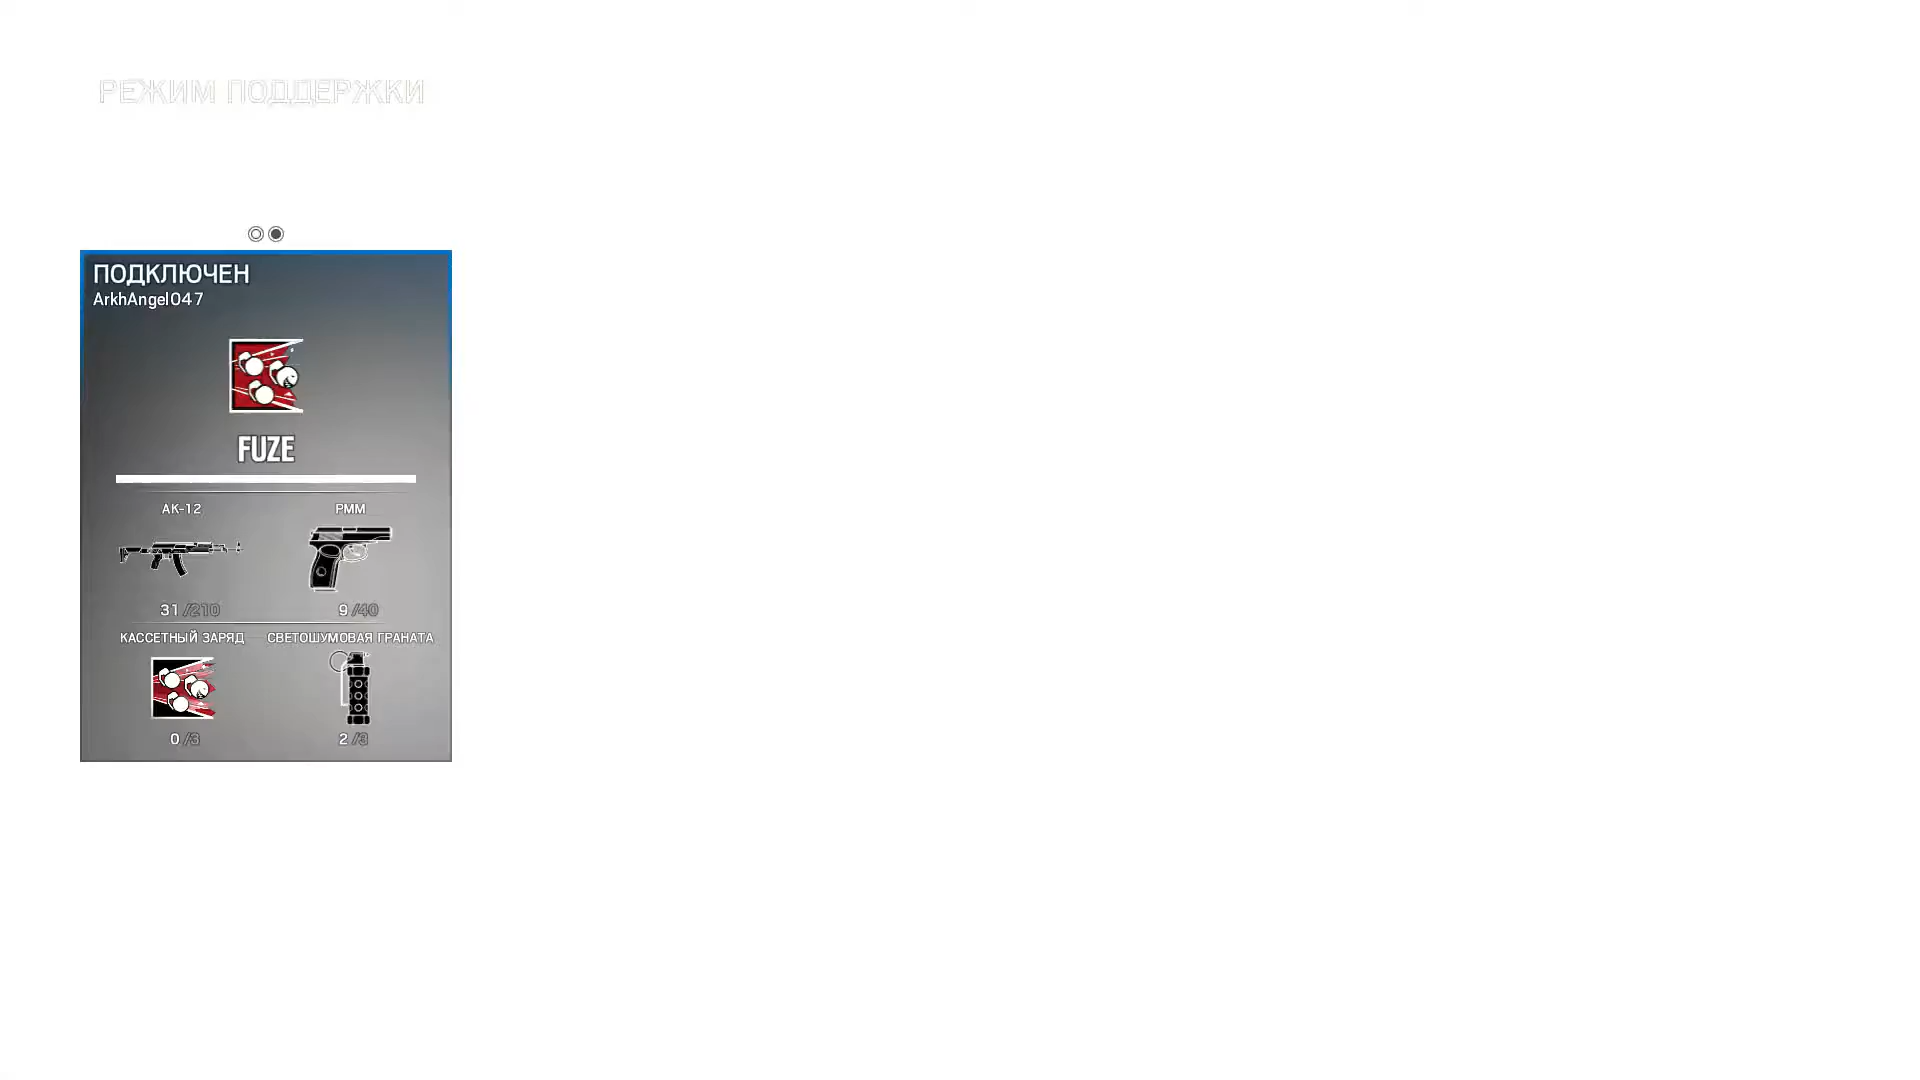 РЕЖИМ ПОДДЕРЖКИ
ПОДКЛЮЧЕН
ArkhAngel047
FUZE
АК-12 PMM
31 /210 9 /40
КАССЕТНЫЙ ЗАРЯД СВЕТОШУМОВАЯ ГРАНАТА
0 /3 2 /3